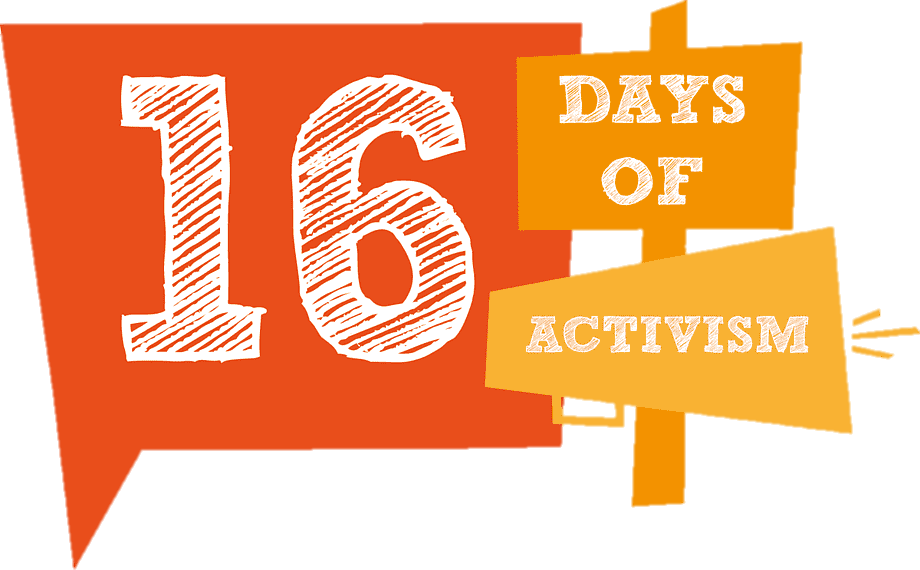 16
DAYS
OF
ACTIVISM